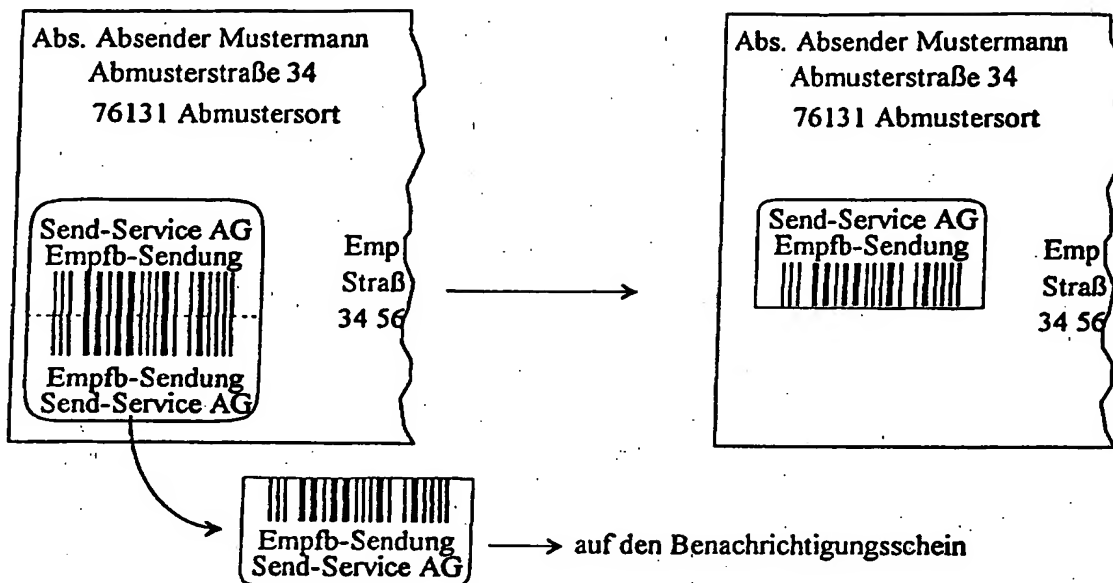 Abs. Absender Mustermann
Abmusterstraße 34
76131 Abmustersort
Send-Service AG
Empfb-Sendung
Empfb-Sendung
Send-Service AG
Emp
Straß
34 56
Abs. Absender Mustermann
Abmusterstraße 34
76131 Abmustersort
Send-Service AG
Empfb-Sendung
Emp
Straß
34 56
Empfb-Sendung
Send-Service AG
auf den Benachrichtigungsschein